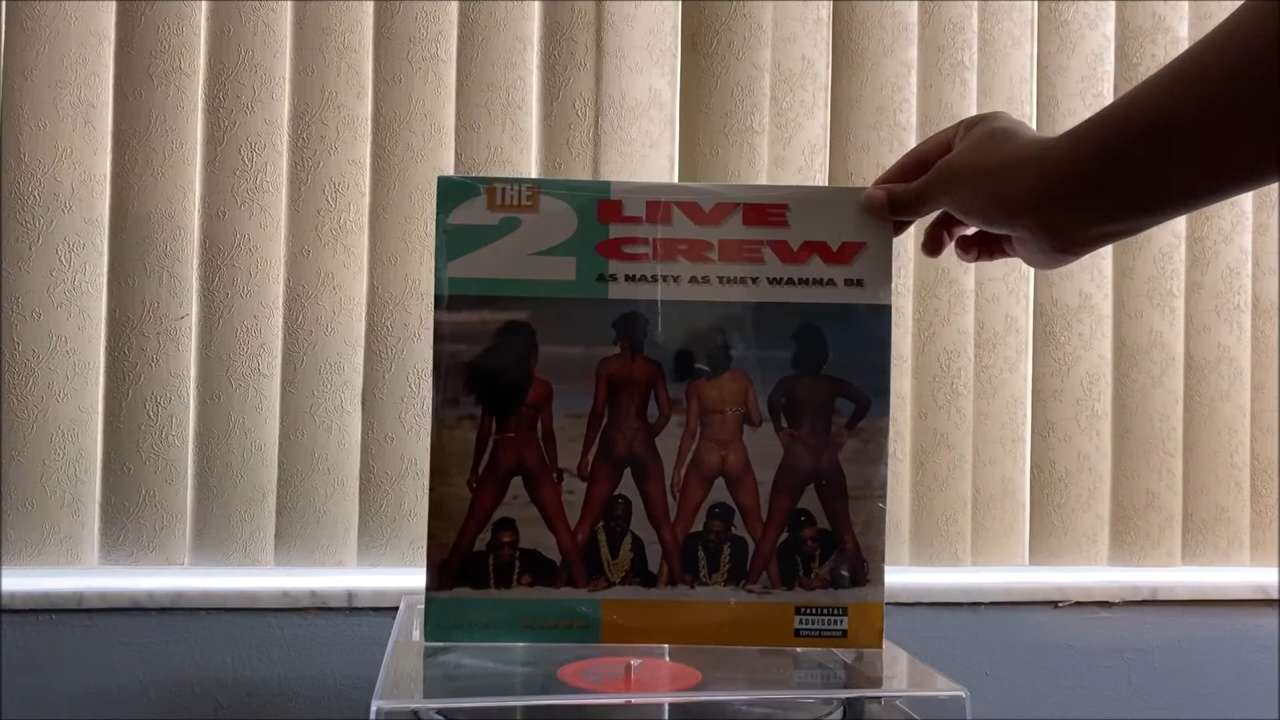 THE
2 LIVE
CREW
AS NASTY AS THEY WANNA BE
PARENTAL
ADVISORY
EXPLICIT CONTENT